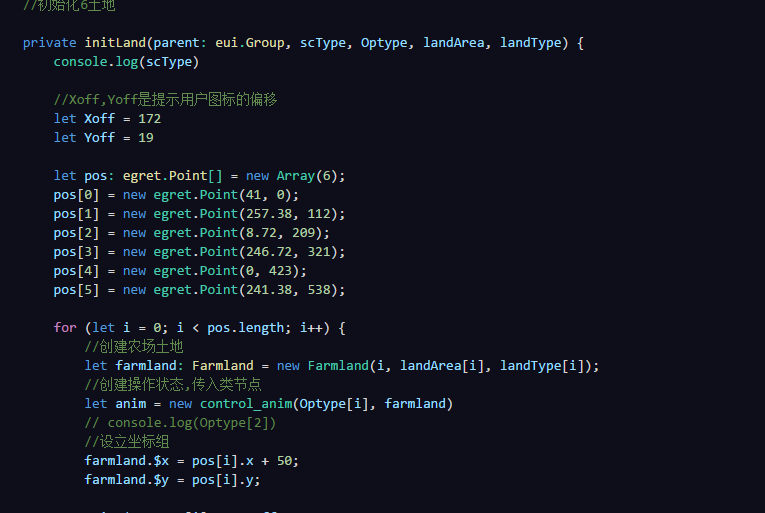 //初始化6土地
private initLand(parent: eui.Group, scType, Optype, landArea, landType) {
console.log(scType)
//Xoff,Yoff是提示用户图标的偏移
let Xoff = 172
let Yoff = 19
let pos: egret.Point[] = new Array(6);
pos[0] = new egret.Point(41, 0);
pos[1] = new egret.Point(257.38, 112);
pos[2] = new egret.Point(8.72, 209);
pos[3] = new egret.Point(246.72, 321);
pos[4] = new egret.Point(0, 423);
pos[5] = new egret.Point(241.38, 538);
for (let i = 0; i < pos.length; i++) {
//创建农场土地
let farmland: Farmland = new Farmland(i, landArea[i], landType[i]);
//创建操作状态,传入类节点
let anim = new control_anim(Optype[i], farmland)
// console.log(Optype[2])
//设立坐标组
farmland.$x = pos[i].x + 50;
farmland.$y = pos[i].y;